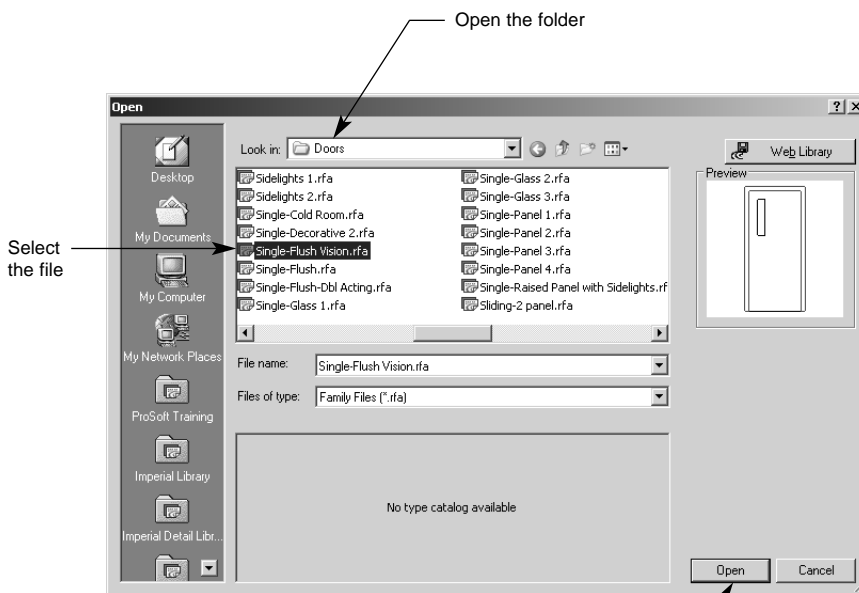 Open the folder
Open
Look in: Doors
Web Library
Desktop
My Documents
My Computer
My Network Places
ProSoft Training
Imperial Library
Imperial Detail Libr...
Select
the file
Sidelights 1.rfa
Sidelights 2.rfa
Single-Cold Room.rfa
Single-Decorative 2.rfa
Single-Flush Vision.rfa
Single-Flush.rfa
Single-Flush-Dbl Acting.rfa
Single-Glass 1.rfa
Single-Glass 2.rfa
Single-Glass 3.rfa
Single-Panel 1.rfa
Single-Panel 2.rfa
Single-Panel 3.rfa
Single-Panel 4.rfa
Single-Raised Panel with Sidelights.rf
Sliding-2 panel.rfa
Preview
File name: Single-Flush Vision.rfa
Files of type: Family Files (*.rfa)
No type catalog available
Open Cancel